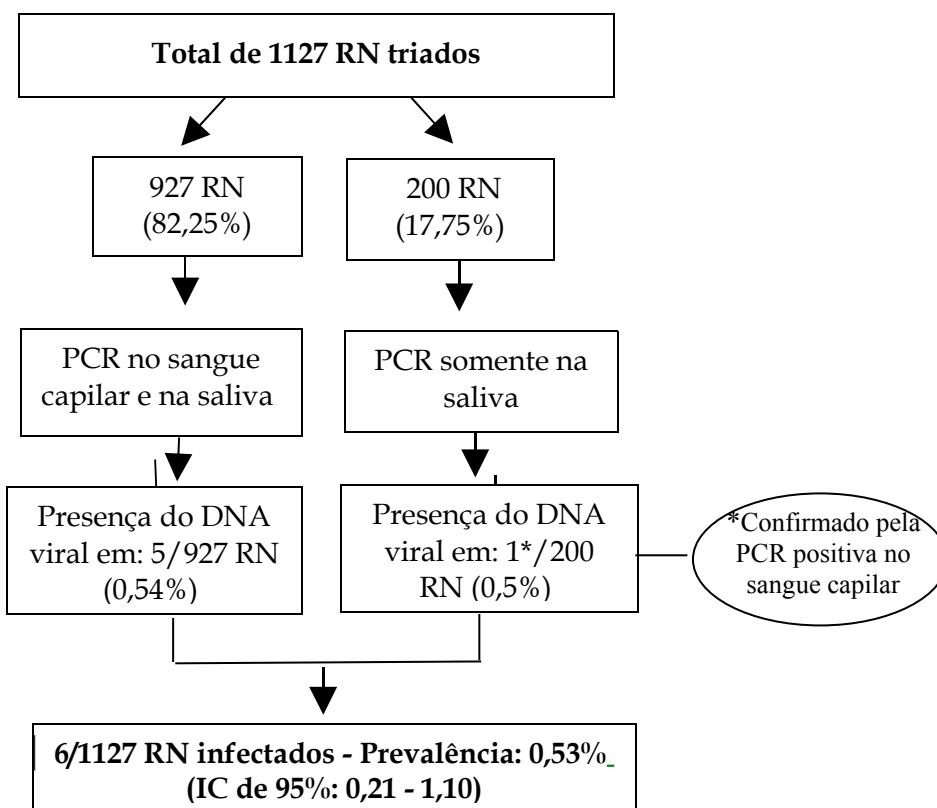 Total de 1127 RN triados
927 RN
(82,25%)
200 RN
(17,75%)
PCR no sangue
capilar e na saliva
PCR somente na
saliva
Presença do DNA
viral em: 5/927 RN
(0,54%)
Presença do DNA
viral em: 1*/200
RN (0,5%)
*Confirmado pela
PCR positiva no
sangue capilar
6/1127 RN infectados - Prevalência: 0,53%
(IC de 95%: 0,21 - 1,10)